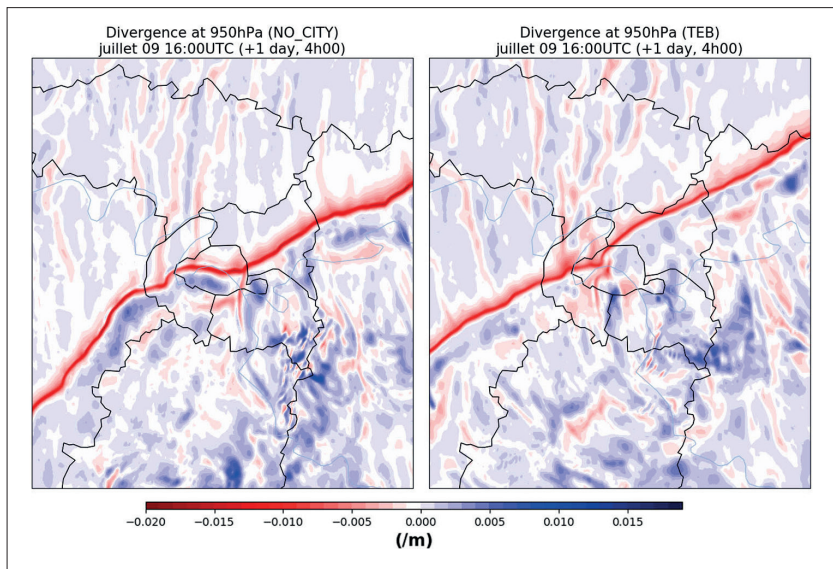 Divergence at 950hPa (NO_CITY)
juillet 09 16:00UTC (+1 day, 4h00)
Divergence at 950hPa (TEB)
juillet 09 16:00UTC (+1 day, 4h00)
−0.020 −0.015 −0.010 −0.005 0.000 0.005 0.010 0.015
(/m)